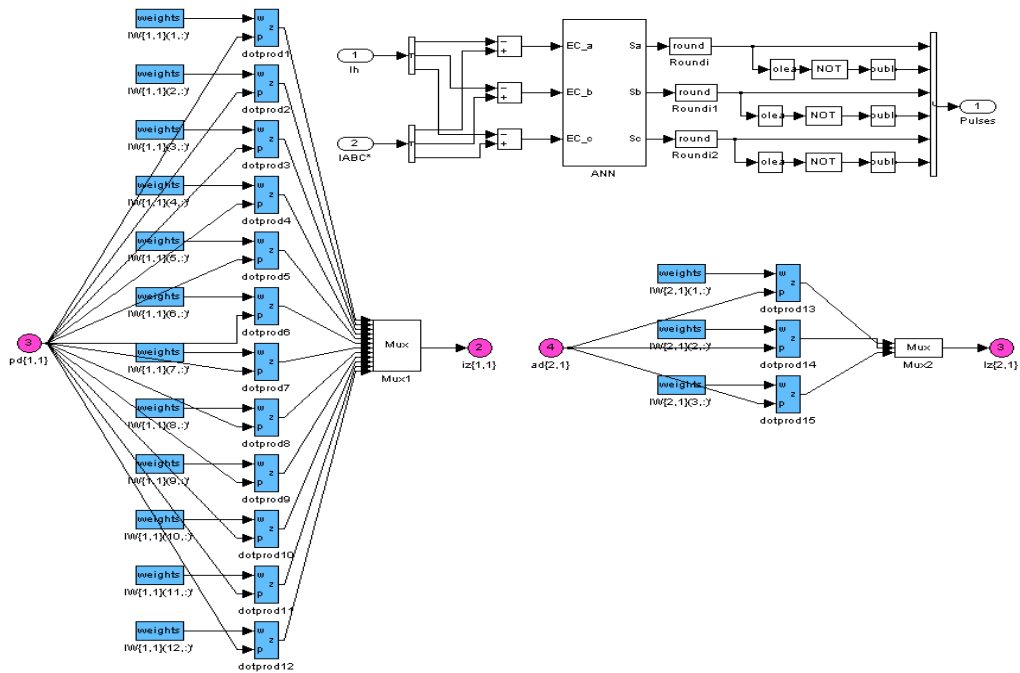 weights
w
p
z
IW{1,1}(1,:)'
dotprod1
weights
w
p
z
IW{1,1}(2,:)'
dotprod2
weights
w
p
z
IW{1,1}(3,:)'
dotprod3
weights
w
p
z
IW{1,1}(4,:)'
dotprod4
weights
w
p
z
IW{1,1}(5,:)'
dotprod5
weights
w
p
z
IW{1,1}(6,:)'
dotprod6
weights
w
p
z
IW{1,1}(7,:)'
dotprod7
weights
w
p
z
IW{1,1}(8,:)'
dotprod8
weights
w
p
z
IW{1,1}(9,:)'
dotprod9
weights
w
p
z
IW{1,1}(10,:)'
dotprod10
weights
w
p
z
IW{1,1}(11,:)'
dotprod11
weights
w
p
z
IW{1,1}(12,:)'
dotprod12
3
pd{1,1}
Mux
Mux1
2
iz{1,1}
1
Ih
2
IABC*
EC_a
EC_b
EC_c
Sa
Sb
Sc
ANN
round
Roundi
olea
NOT
oubl
round
Roundi1
olea
NOT
oubl
round
Roundi2
olea
NOT
oubl
1
Pulses
weights
w
p
z
IW{2,1}(1,:)'
dotprod13
weights
w
p
z
IW{2,1}(2,:)'
dotprod14
weights
w
p
z
IW{2,1}(3,:)'
dotprod15
4
ad{2,1}
Mux
Mux2
3
Iz{2,1}